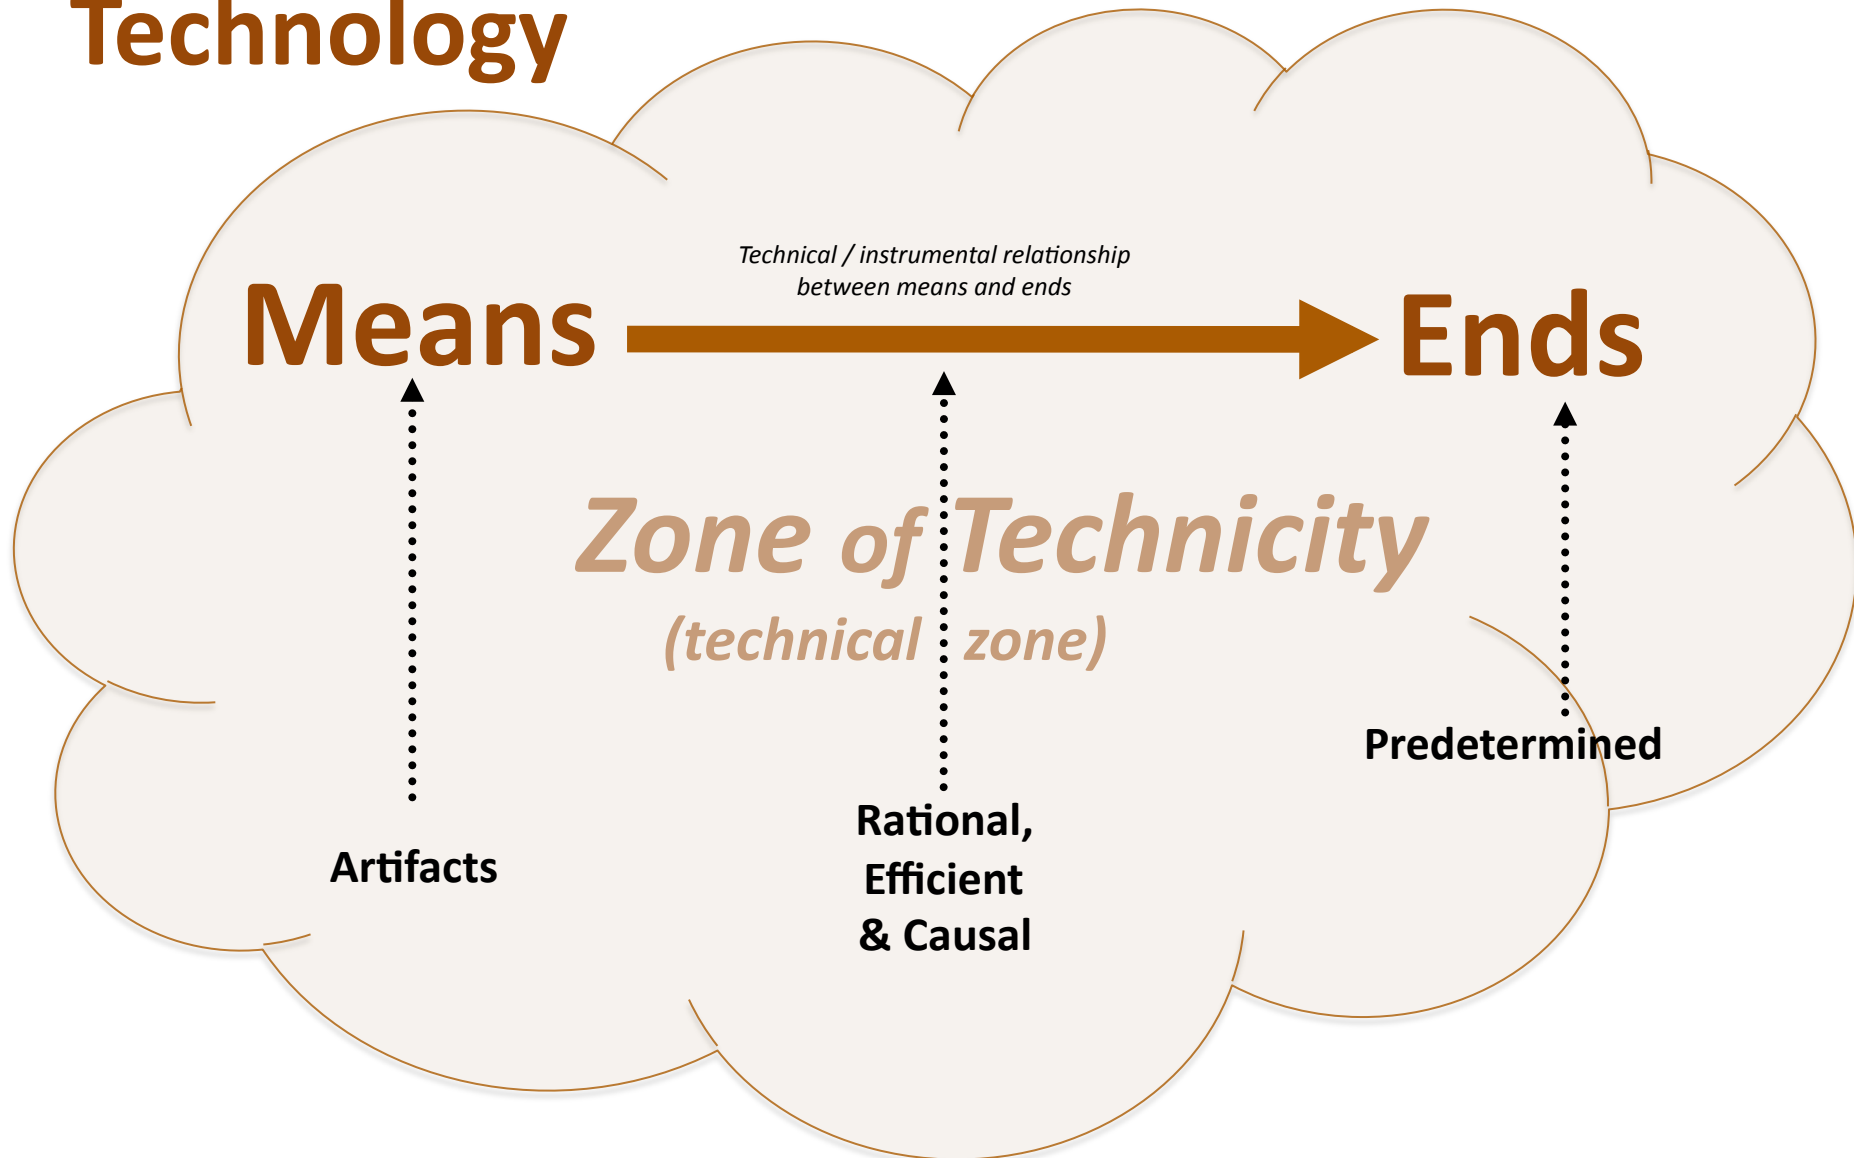 Technology
Technical / instrumental relationship
between means and ends
Means
Ends
Zone of Technicity
(technical zone)
Predetermined
Artifacts
Rational,
Efficient
& Causal